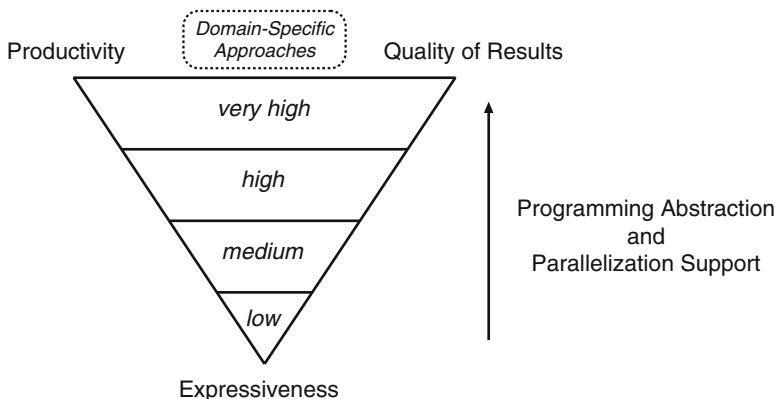 Domain-Specific
Approaches
Productivity
Quality of Results
very high
high
medium
low
Programming Abstraction
and
Parallelization Support
Expressiveness